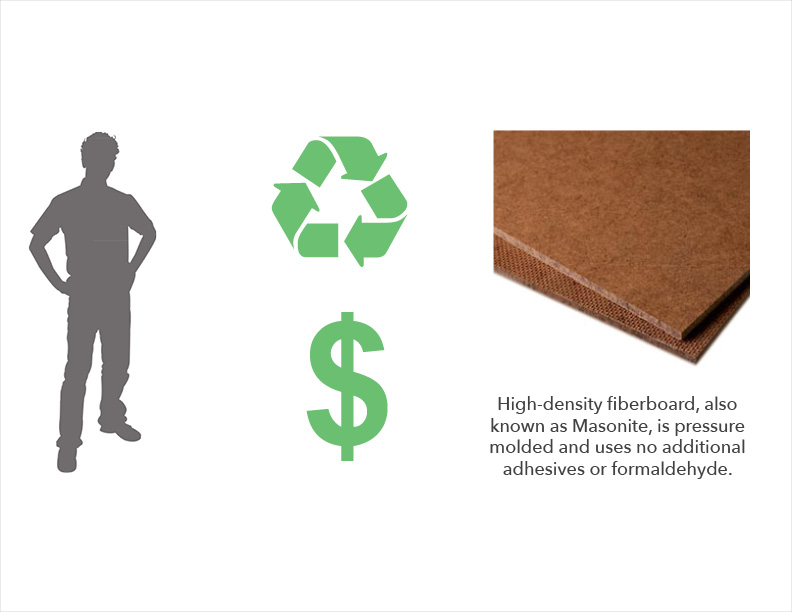 $
High-density fiberboard, also
known as Masonite, is pressure
molded and uses no additional
adhesives or formaldehyde.